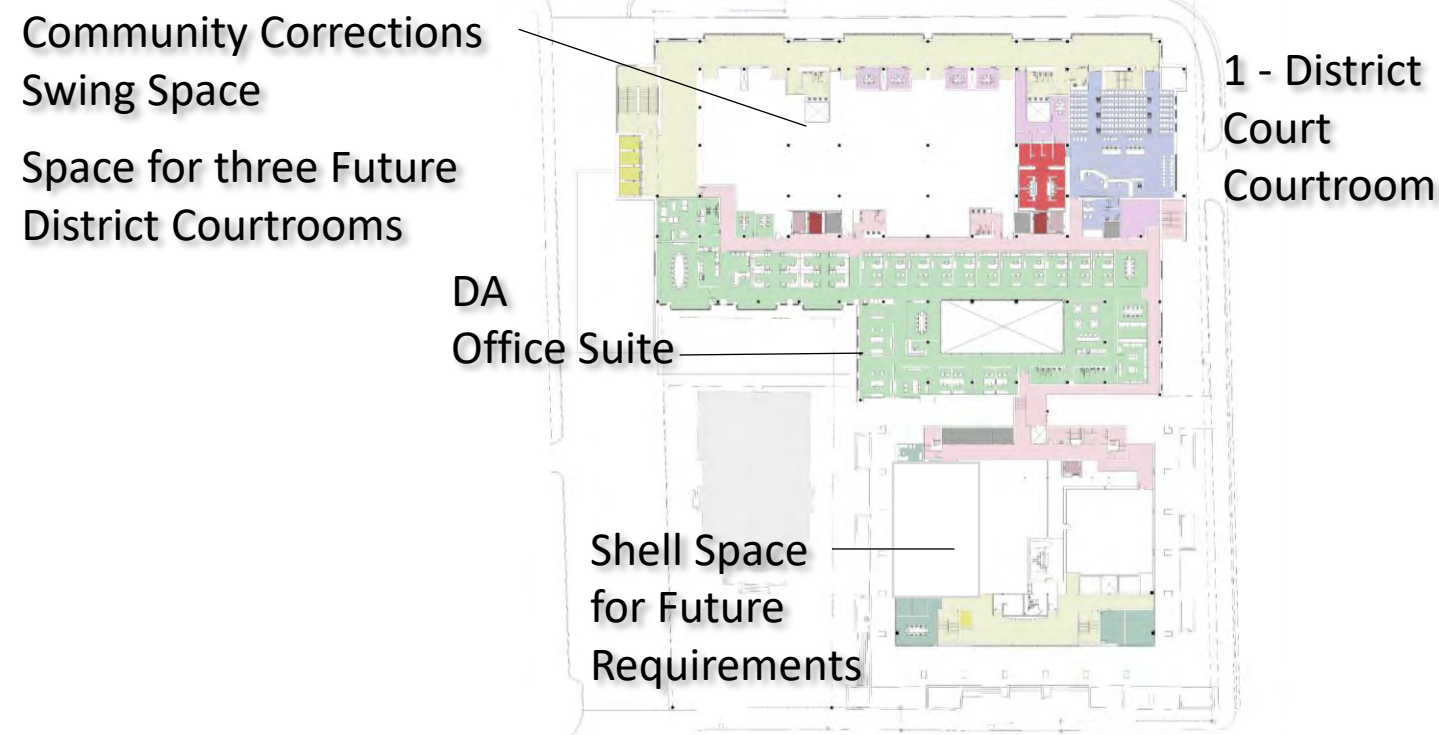 Community Corrections
Swing Space
Space for three Future
District Courtrooms
1 - District
Court
Courtroom
DA
Office Suite
Shell Space
for Future
Requirements